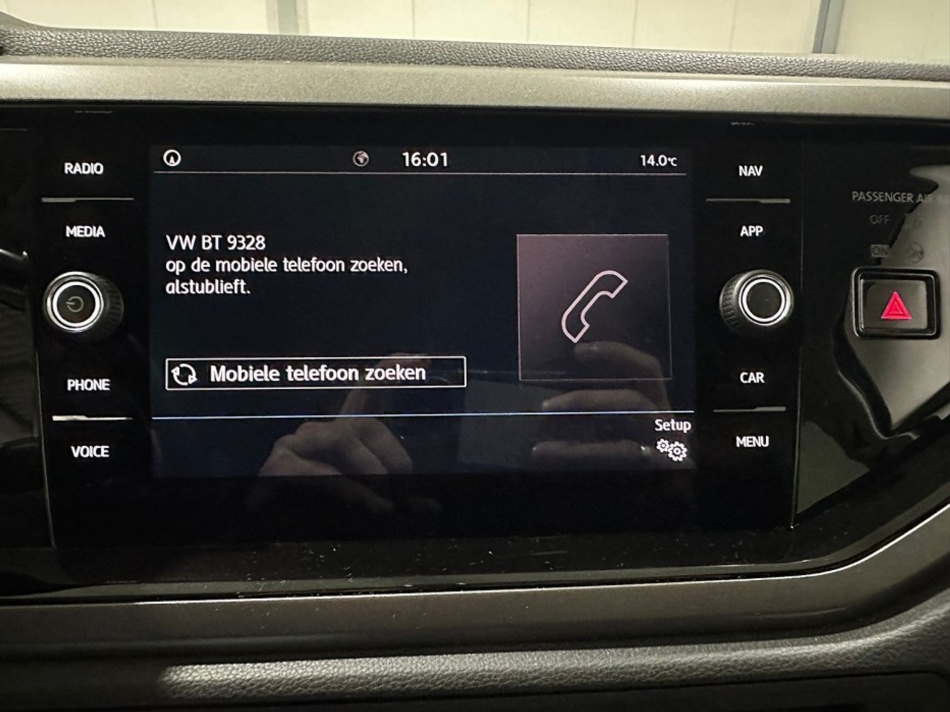 16:01
14.0°C
RADIO
MEDIA
PHONE
VOICE
VW BT 9328
op de mobiele telefoon zoeken,
alstublieft.
Mobiele telefoon zoeken
Setup
NAV
APP
CAR
MENU
PASSENGER
OFF
ON